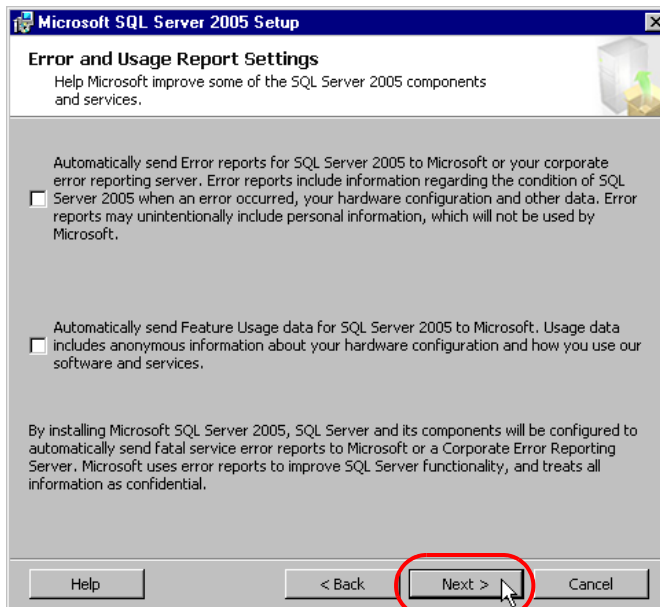 Microsoft SQL Server 2005 Setup
Error and Usage Report Settings
Help Microsoft improve some of the SQL Server 2005 components
and services.
Automatically send Error reports for SQL Server 2005 to Microsoft or your corporate
error reporting server. Error reports include information regarding the condition of SQL
Server 2005 when an error occurred, your hardware configuration and other data. Error
reports may unintentionally include personal information, which will not be used by
Microsoft.
Automatically send Feature Usage data for SQL Server 2005 to Microsoft. Usage data
includes anonymous information about your hardware configuration and how you use our
software and services.
By installing Microsoft SQL Server 2005, SQL Server and its components will be configured to
automatically send fatal service error reports to Microsoft or a Corporate Error Reporting
Server. Microsoft uses error reports to improve SQL Server functionality, and treats all
information as confidential.
Help < Back Next > Cancel